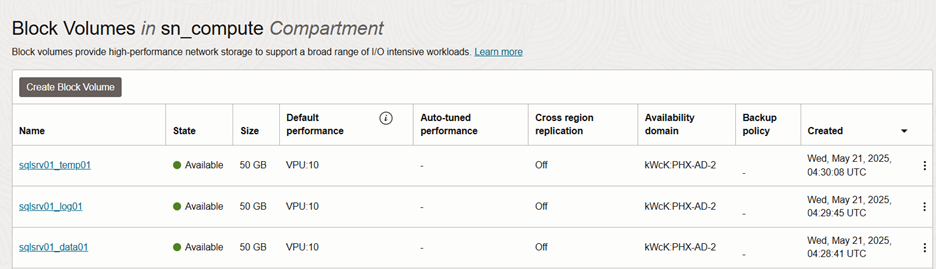 Block Volumes in sn_compute Compartment
Block volumes provide high-performance network storage to support a broad range of I/O intensive workloads. Learn more
Create Block Volume
Name State Size Default performance Auto-tuned performance Cross region replication Availability domain Backup policy Created
sqlsrv01_temp01 Available 50 GB VPU:10 - Off kWcK:PHX-AD-2 - Wed, May 21, 2025, 04:30:08 UTC
sqlsrv01_log01 Available 50 GB VPU:10 - Off kWcK:PHX-AD-2 - Wed, May 21, 2025, 04:29:45 UTC
sqlsrv01_data01 Available 50 GB VPU:10 - Off kWcK:PHX-AD-2 - Wed, May 21, 2025, 04:28:41 UTC